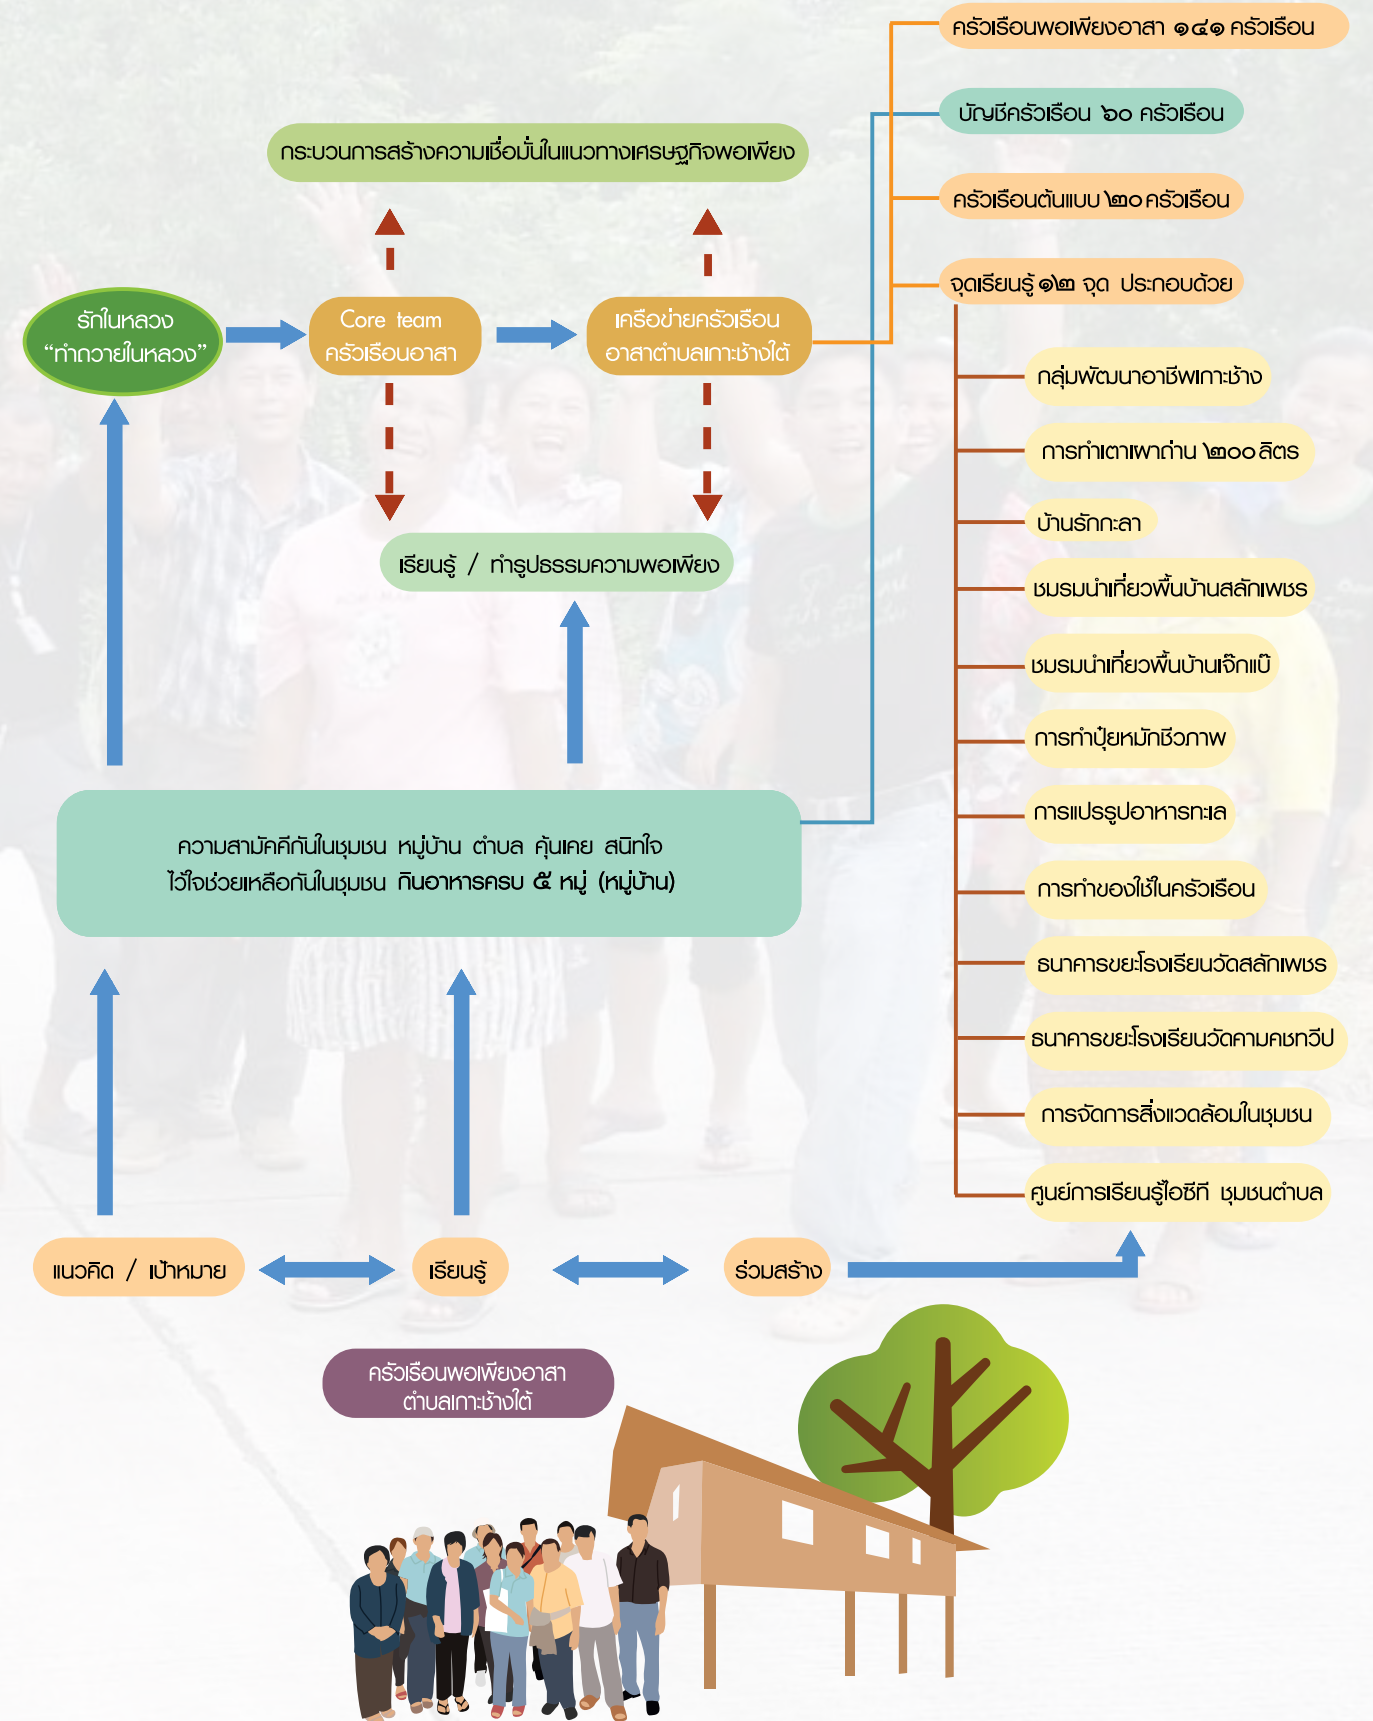 ครัวเรือนพอเพียงอาสา ๑๔๑ ครัวเรือน
บัญชีครัวเรือน ๖๐ ครัวเรือน
กระบวนการสร้างความเชื่อมั่นในแนวทางเศรษฐกิจพอเพียง
ครัวเรือนต้นแบบ ๒๐ ครัวเรือน
จุดเรียนรู้ ๑๒ จุด ประกอบด้วย
รักในหลวง
“ทำถวายในหลวง”
Core team
ครัวเรือนอาสา
เครือข่ายครัวเรือน
อาสาตำบลเกาะช้างใต้
กลุ่มพัฒนาอาชีพเกาะช้าง
การทำเตาเผาถ่าน ๒๐๐ ลิตร
บ้านรักกะลา
เรียนรู้ / ทำรูปธรรมความพอเพียง
ชมรมนำเที่ยวพื้นบ้านสลักเพชร
ชมรมนำเที่ยวพื้นบ้านเจ๊กแบ๊
การทำปุ๋ยหมักชีวภาพ
การแปรรูปอาหารทะเล
ความสามัคคีกันในชุมชน หมู่บ้าน ตำบล คุ้นเคย สนิทใจ
ไว้ใจช่วยเหลือกันในชุมชน กินอาหารครบ ๕ หมู่ (หมู่บ้าน)
การทำของใช้ในครัวเรือน
ธนาคารขยะโรงเรียนวัดสลักเพชร
ธนาคารขยะโรงเรียนวัดคามคชทวีป
การจัดการสิ่งแวดล้อมในชุมชน
ศูนย์การเรียนรู้ไอซีที ชุมชนตำบล
แนวคิด / เป้าหมาย
เรียนรู้
ร่วมสร้าง
ครัวเรือนพอเพียงอาสา
ตำบลเกาะช้างใต้